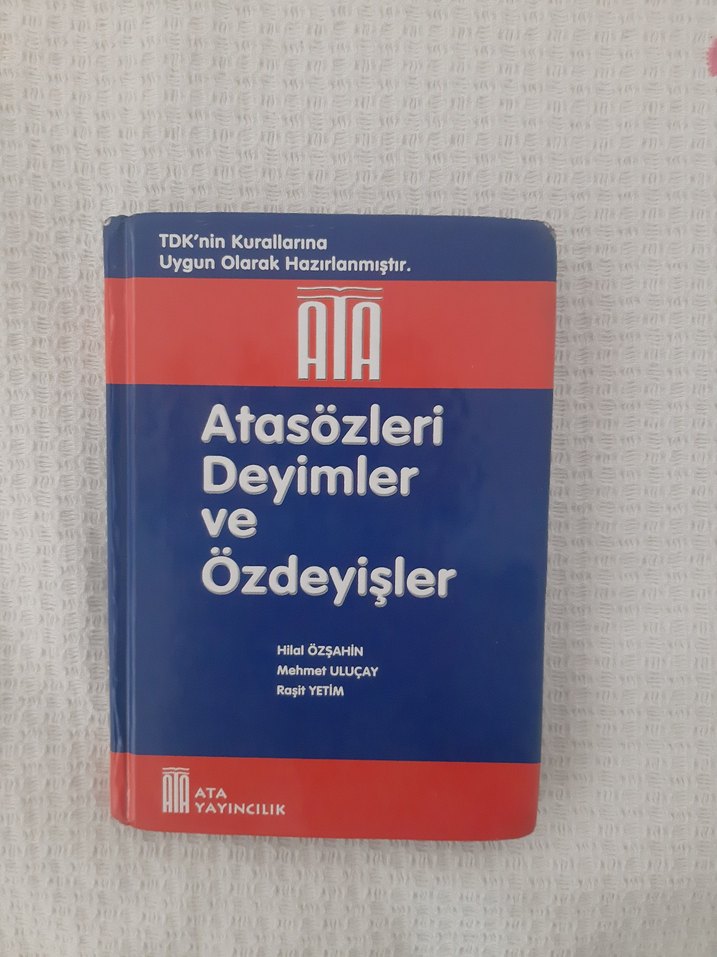 TDK'nin Kurallarına
Uygun Olarak Hazırlanmıştır.
ATA
Atasözleri
Deyimler
ve
Özdeyişler
Hilal ÖZŞAHİN
Mehmet ULUÇAY
Raşit YETİM
ATA
ATA
YAYINCILIK